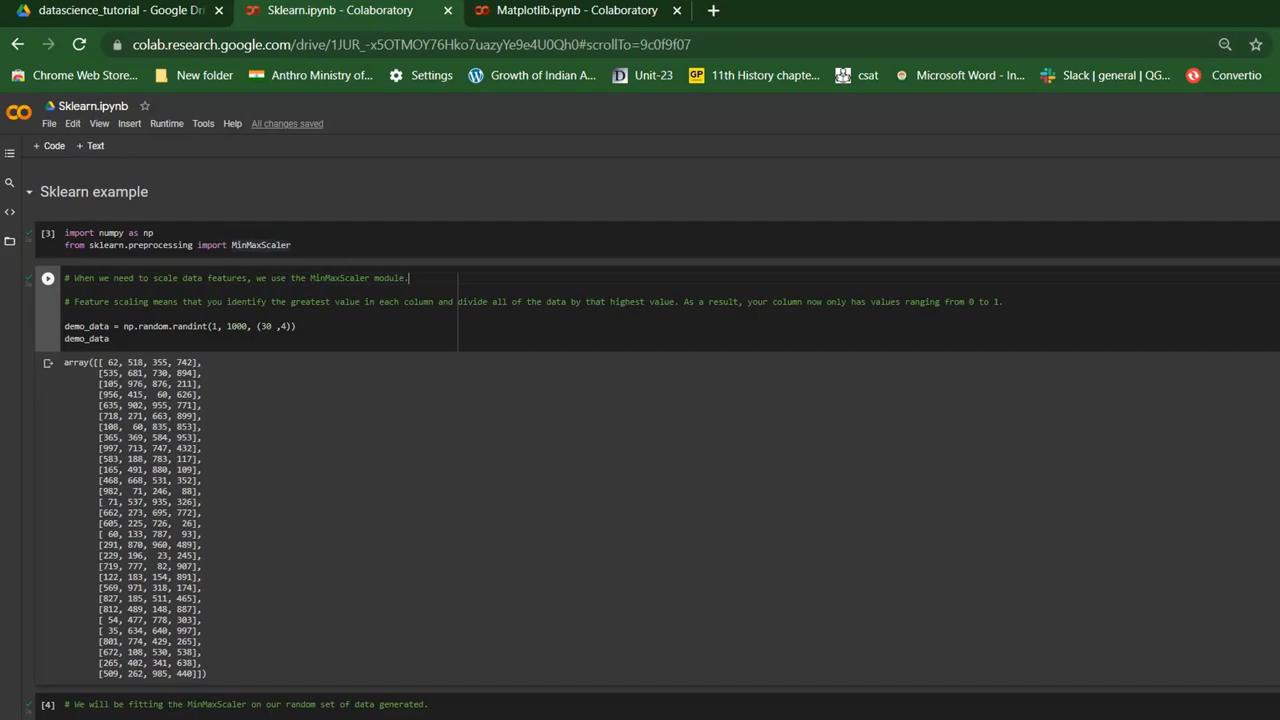 datascience_tutorial - Google Dri
Sklearn.ipynb - Colaboratory
Matplotlib.ipynb - Colaboratory
colab.research.google.com/drive/1JUR_-x5OTMOY76Hko7uazyYe9e4U0Qh0#scrollTo=9c0f9f07
Chrome Web Store...
New folder
Anthro Ministry of...
Settings
Growth of Indian A...
Unit-23
11th History chapte...
csat
Microsoft Word - In...
Slack | general | QG...
Convertio
Sklearn.ipynb
File Edit View Insert Runtime Tools Help All changes saved
+ Code + Text
Sklearn example
[3] import numpy as np
from sklearn.preprocessing import MinMaxScaler
# When we need to scale data features, we use the MinMaxScaler module.
# Feature scaling means that you identify the greatest value in each column and divide all of the data by that highest value. As a result, your column now only has values ranging from 0 to 1.
demo_data = np.random.randint(1, 1000, (30 ,4))
demo_data
array([[ 62, 518, 355, 742],
[535, 681, 730, 894],
[105, 976, 876, 211],
[956, 415, 60, 626],
[635, 902, 955, 771],
[718, 271, 663, 899],
[108, 60, 835, 853],
[365, 369, 584, 953],
[997, 713, 747, 432],
[583, 188, 783, 117],
[165, 491, 880, 109],
[468, 668, 531, 352],
[982, 71, 246, 88],
[ 71, 537, 935, 326],
[662, 273, 695, 772],
[605, 225, 726, 26],
[ 60, 133, 787, 93],
[291, 870, 960, 489],
[229, 196, 23, 245],
[719, 777, 82, 907],
[122, 183, 154, 891],
[569, 971, 318, 174],
[827, 185, 511, 465],
[812, 489, 148, 887],
[ 54, 477, 778, 303],
[ 35, 634, 640, 997],
[801, 774, 429, 265],
[672, 108, 530, 538],
[265, 402, 341, 638],
[509, 262, 985, 440]])
[4] # We will be fitting the MinMaxScaler on our random set of data generated.